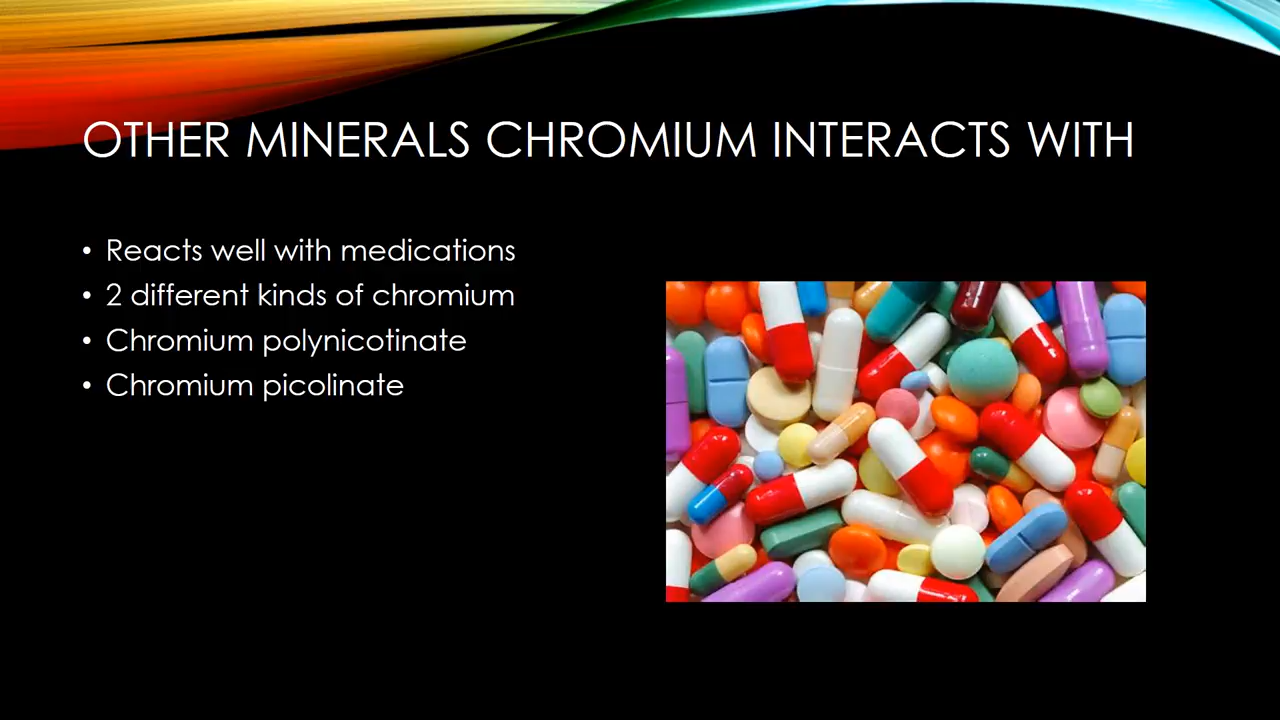 OTHER MINERALS CHROMIUM INTERACTS WITH
• Reacts well with medications
• 2 different kinds of chromium
• Chromium polynicotinate
• Chromium picolinate